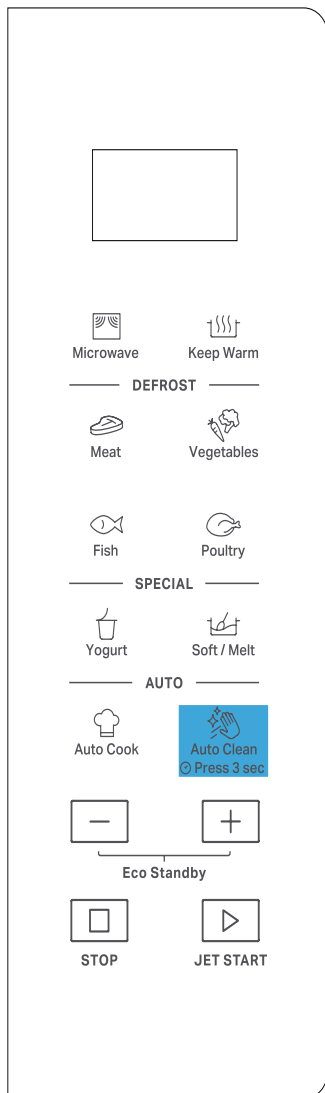 Microwave Keep Warm
DEFROST
Meat Vegetables
Fish Poultry
SPECIAL
Yogurt Soft / Melt
AUTO
Auto Cook Auto Clean
Press 3 sec
Eco Standby
STOP JET START